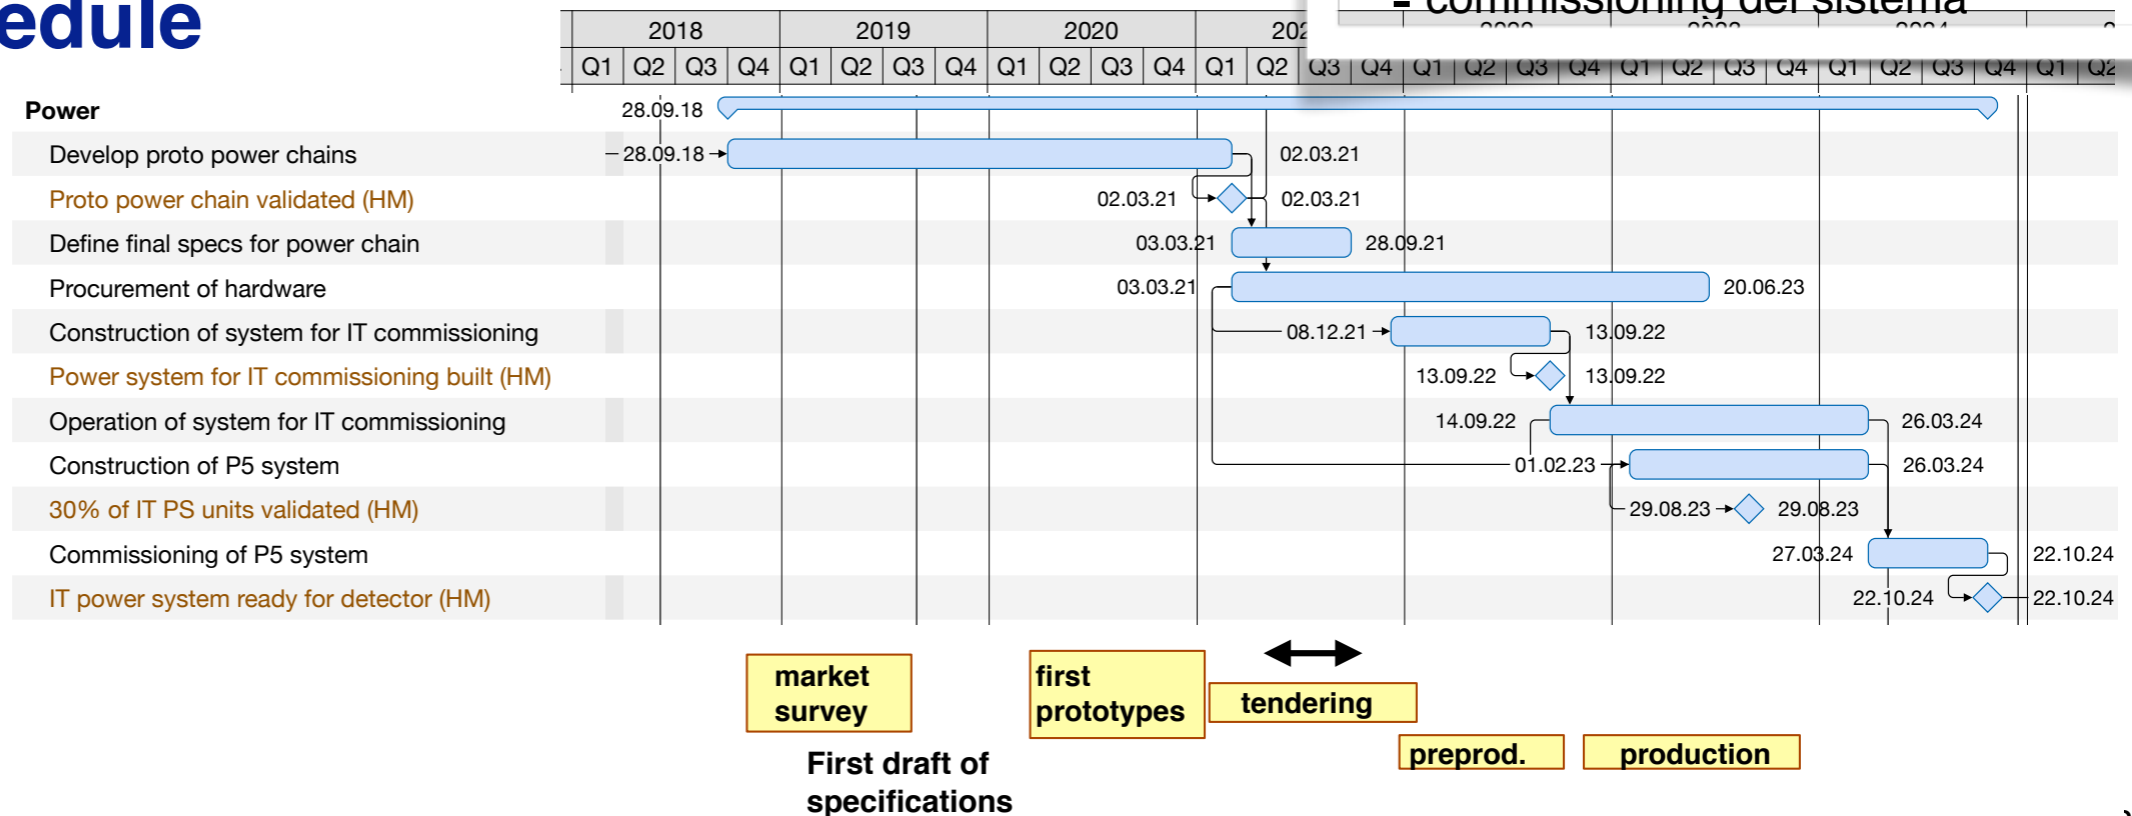 edule
- commissioning del sistema
2018 2019 2020
Q1 Q2 Q3 Q4 Q1 Q2 Q3 Q4 Q1 Q2 Q3 Q4 Q1 Q2 Q3 Q4 Q1 Q2 Q3 Q4 Q1 Q2 Q3 Q4 Q1 Q2 Q3 Q4 Q1 Q2
Power 28.09.18
Develop proto power chains 28.09.18 02.03.21
Proto power chain validated (HM) 02.03.21 02.03.21
Define final specs for power chain 03.03.21 28.09.21
Procurement of hardware 03.03.21 20.06.23
Construction of system for IT commissioning 08.12.21 13.09.22
Power system for IT commissioning built (HM) 13.09.22 13.09.22
Operation of system for IT commissioning 14.09.22 26.03.24
Construction of P5 system 01.02.23 26.03.24
30% of IT PS units validated (HM) 29.08.23 29.08.23
Commissioning of P5 system 27.03.24 22.10.24
IT power system ready for detector (HM) 22.10.24 22.10.24
market
survey
first
prototypes
tendering
preprod.
production
First draft of
specifications